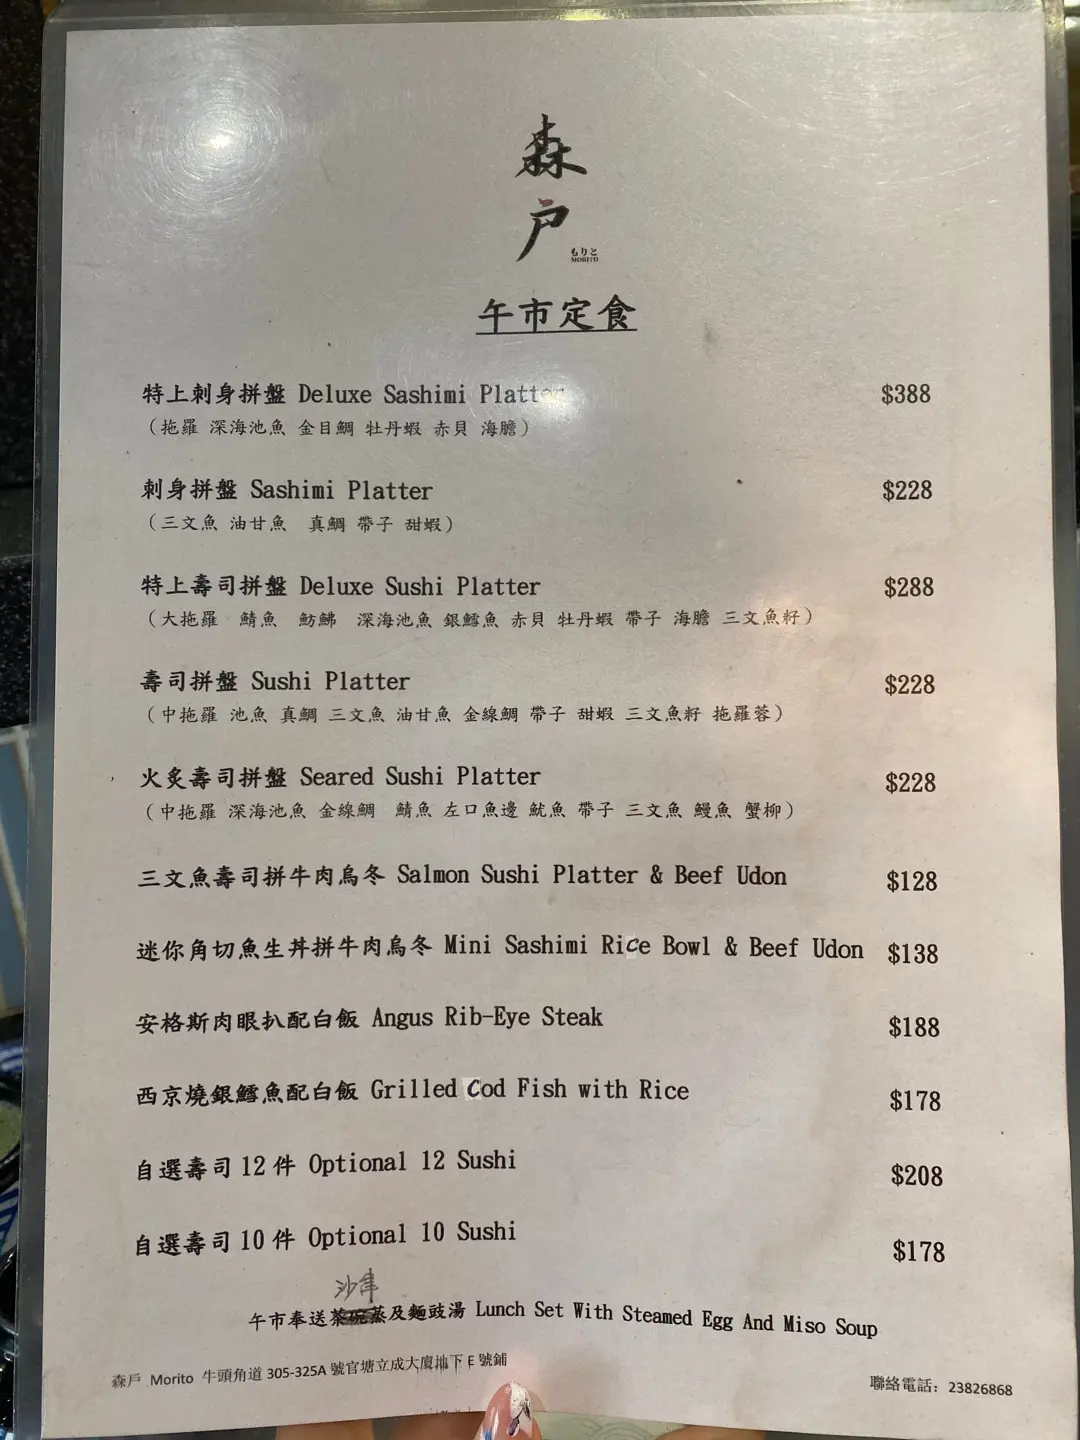 森
戸
もりと
MORITO
午市定食
特上刺身拼盤 Deluxe Sashimi Platter $388
（拖羅 深海池魚 金目鯛 牡丹蝦 赤貝 海膽）
刺身拼盤 Sashimi Platter $228
（三文魚 油甘魚 真鯛 帶子 甜蝦）
特上壽司拼盤 Deluxe Sushi Platter $288
（大拖羅 鯖魚 魴鮄 深海池魚 銀鱈魚 赤貝 牡丹蝦 帶子 海膽 三文魚籽）
壽司拼盤 Sushi Platter $228
（中拖羅 池魚 真鯛 三文魚 油甘魚 金線鯛 帶子 甜蝦 三文魚籽 拖羅蓉）
火炙壽司拼盤 Seared Sushi Platter $228
（中拖羅 深海池魚 金線鯛 鯖魚 左口魚邊 魷魚 帶子 三文魚 鰻魚 蟹柳）
三文魚壽司拼牛肉烏冬 Salmon Sushi Platter & Beef Udon $128
迷你角切魚生丼拼牛肉烏冬 Mini Sashimi Rice Bowl & Beef Udon $138
安格斯肉眼扒配白飯 Angus Rib-Eye Steak $188
西京燒銀鱈魚配白飯 Grilled Cod Fish with Rice $178
自選壽司 12 件 Optional 12 Sushi $208
自選壽司 10 件 Optional 10 Sushi $178
沙律
午市奉送茶碗蒸及麵豉湯 Lunch Set With Steamed Egg And Miso Soup
森戶 Morito 牛頭角道 305-325A 號官塘立成大廈地下 E 號鋪 聯絡電話：23826868